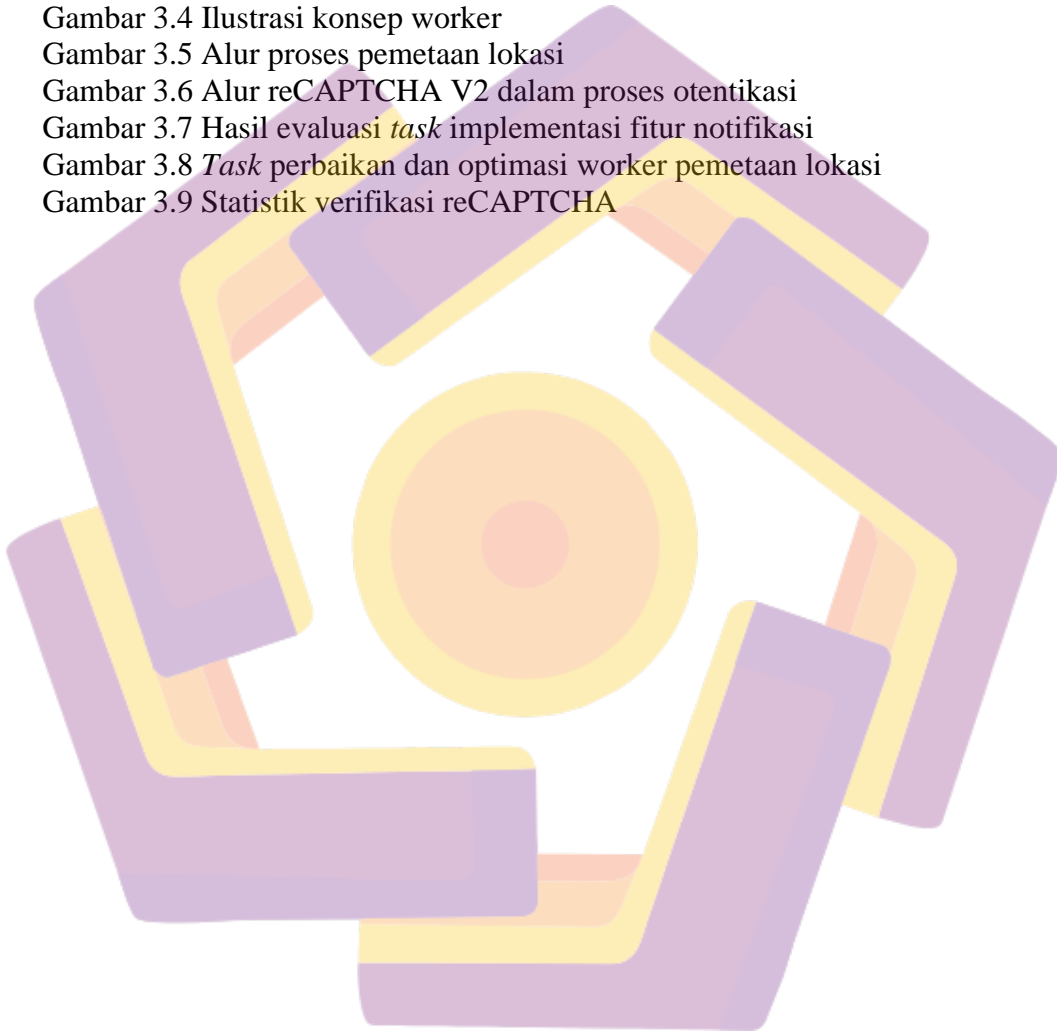 Gambar 3.4 Ilustrasi konsep worker
Gambar 3.5 Alur proses pemetaan lokasi
Gambar 3.6 Alur reCAPTCHA V2 dalam proses otentikasi
Gambar 3.7 Hasil evaluasi task implementasi fitur notifikasi
Gambar 3.8 Task perbaikan dan optimasi worker pemetaan lokasi
Gambar 3.9 Statistik verifikasi reCAPTCHA